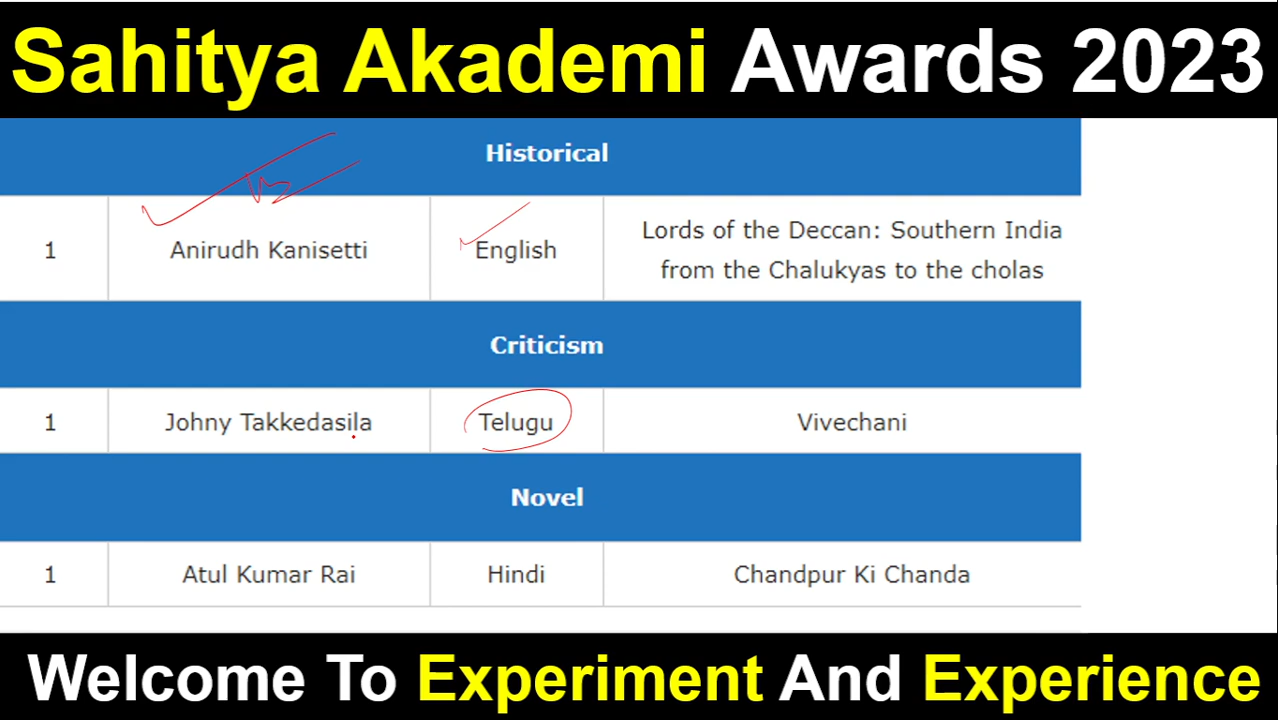 Sahitya Akademi Awards 2023
Historical
1 Anirudh Kanisetti English Lords of the Deccan: Southern India
from the Chalukyas to the cholas
Criticism
1 Johny Takkedasila Telugu Vivechani
Novel
1 Atul Kumar Rai Hindi Chandpur Ki Chanda
Welcome To Experiment And Experience